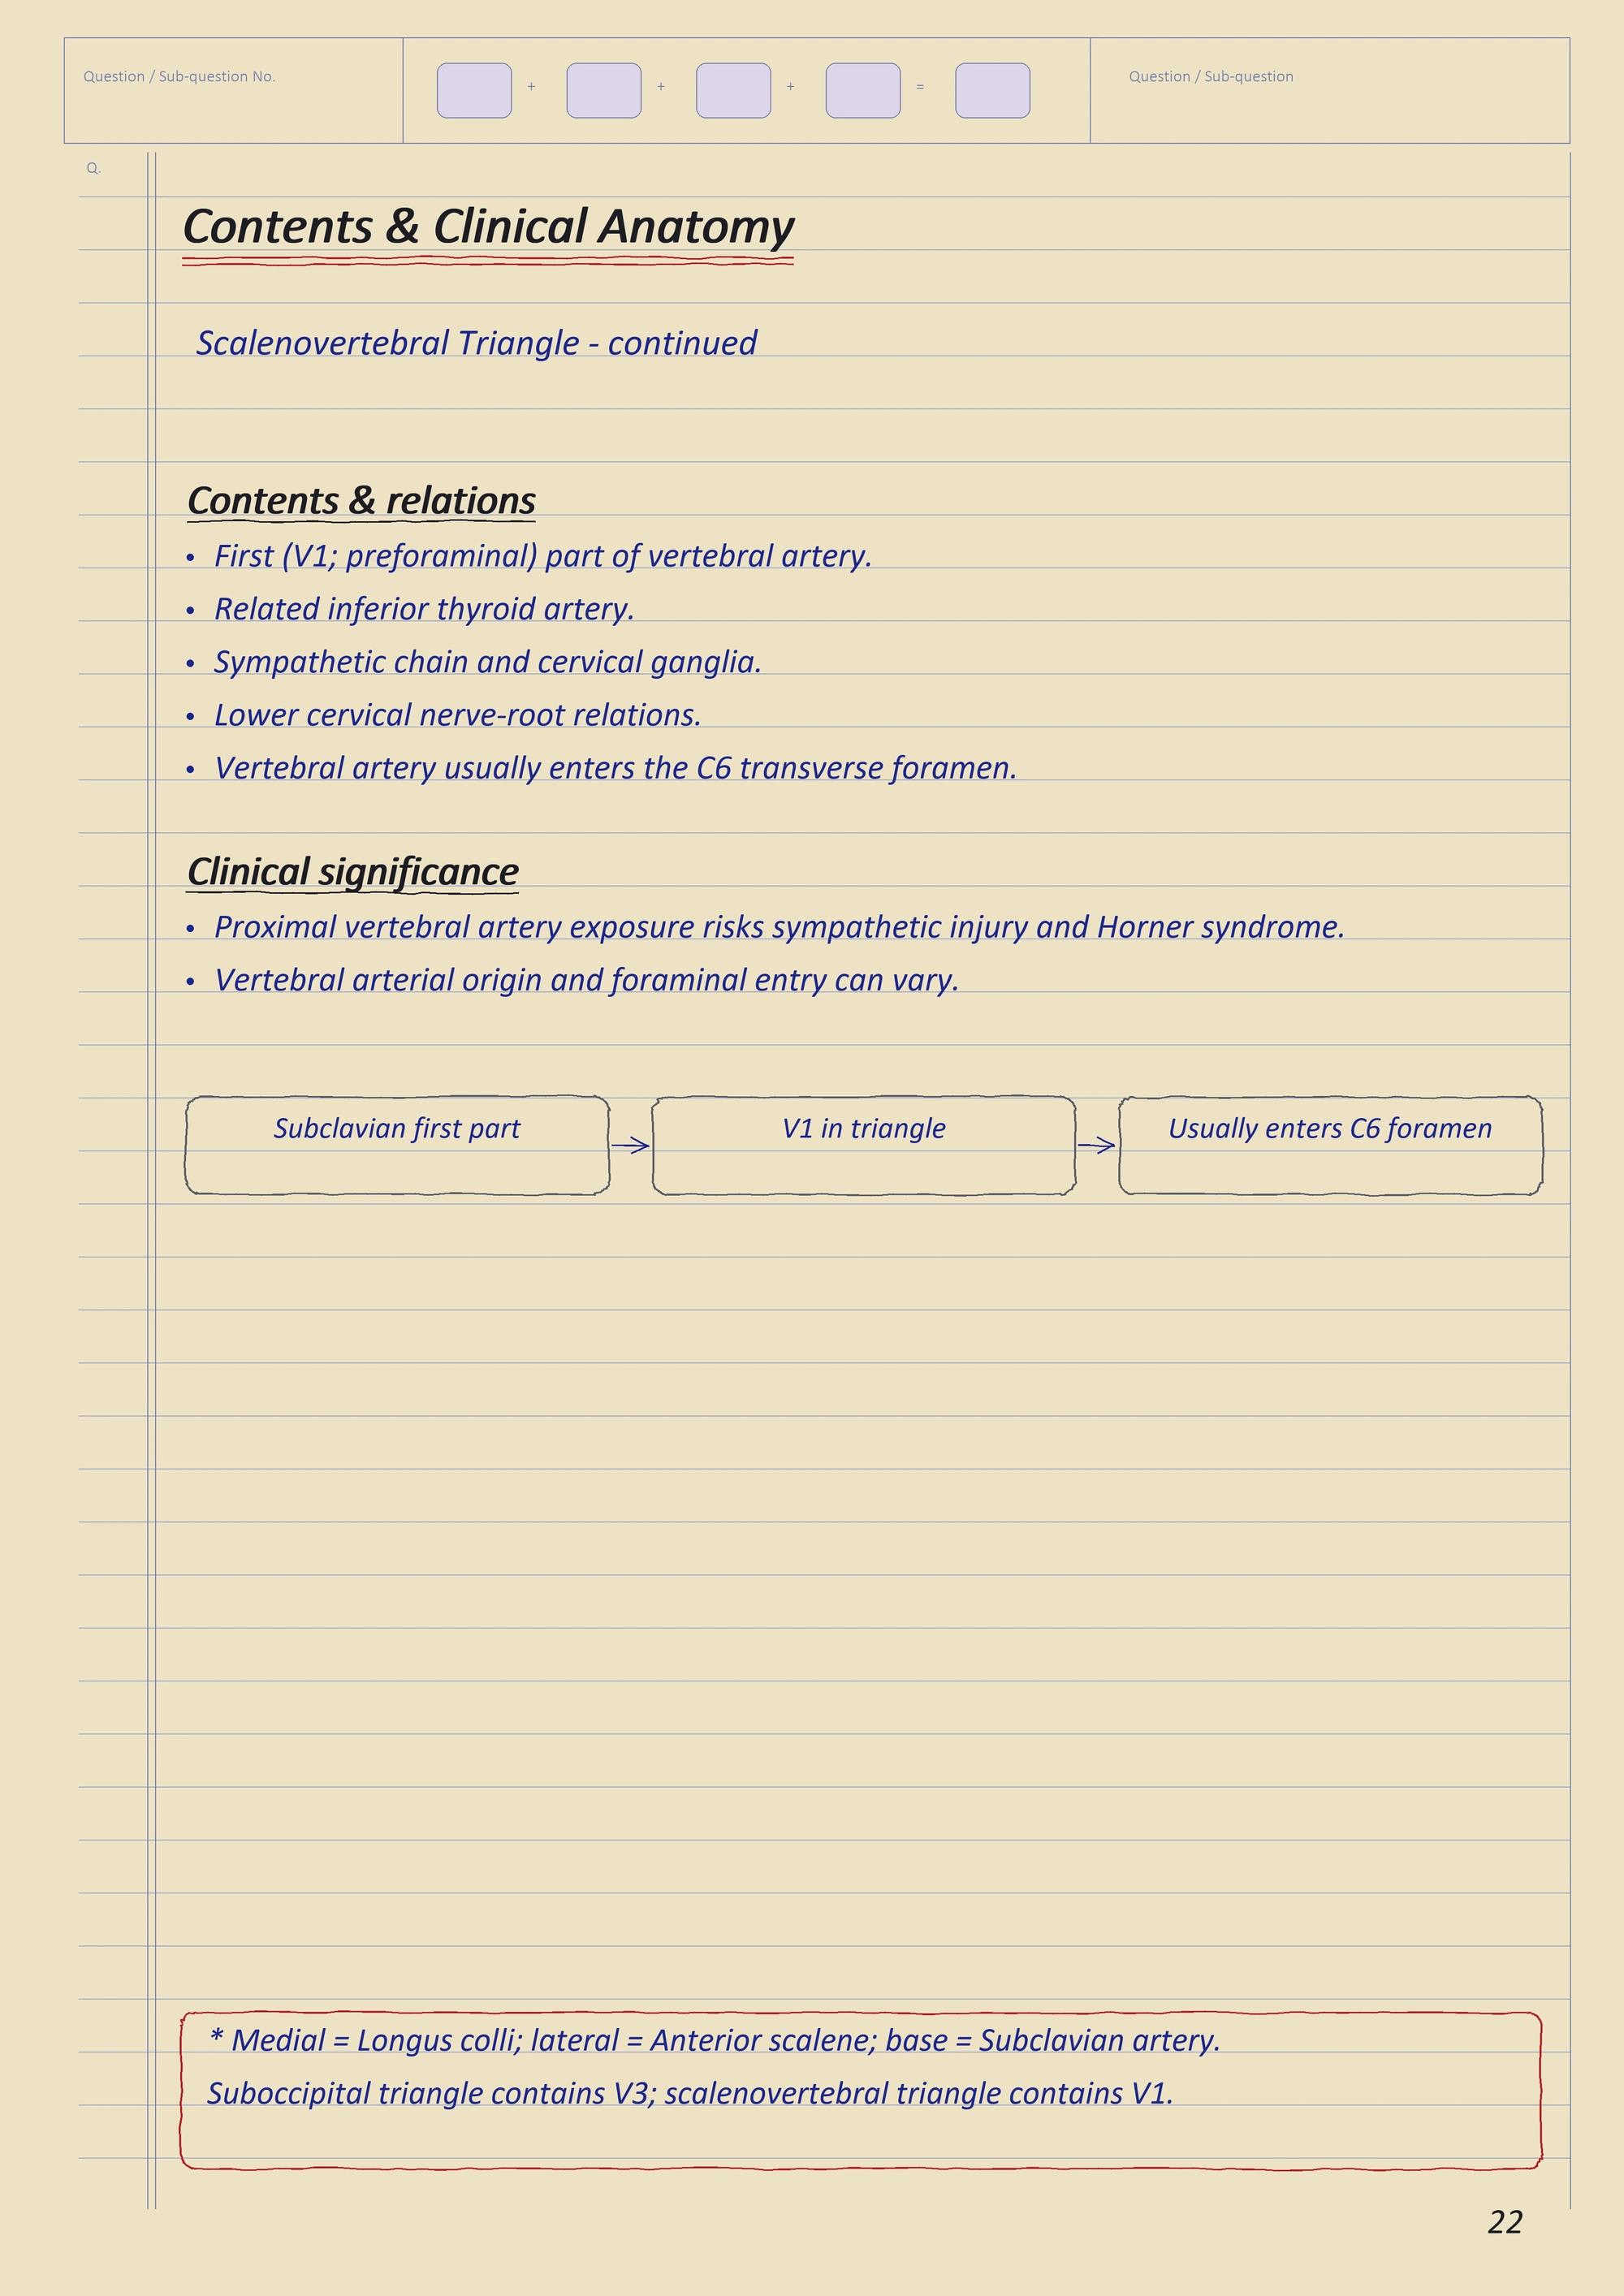 Question / Sub-question No.
+ + + =
Question / Sub-question
Q.
Contents & Clinical Anatomy
Scalenovertebral Triangle - continued
Contents & relations
• First (V1; preforaminal) part of vertebral artery.
• Related inferior thyroid artery.
• Sympathetic chain and cervical ganglia.
• Lower cervical nerve-root relations.
• Vertebral artery usually enters the C6 transverse foramen.
Clinical significance
• Proximal vertebral artery exposure risks sympathetic injury and Horner syndrome.
• Vertebral arterial origin and foraminal entry can vary.
Subclavian first part
V1 in triangle
Usually enters C6 foramen
* Medial = Longus colli; lateral = Anterior scalene; base = Subclavian artery.
Suboccipital triangle contains V3; scalenovertebral triangle contains V1.
22